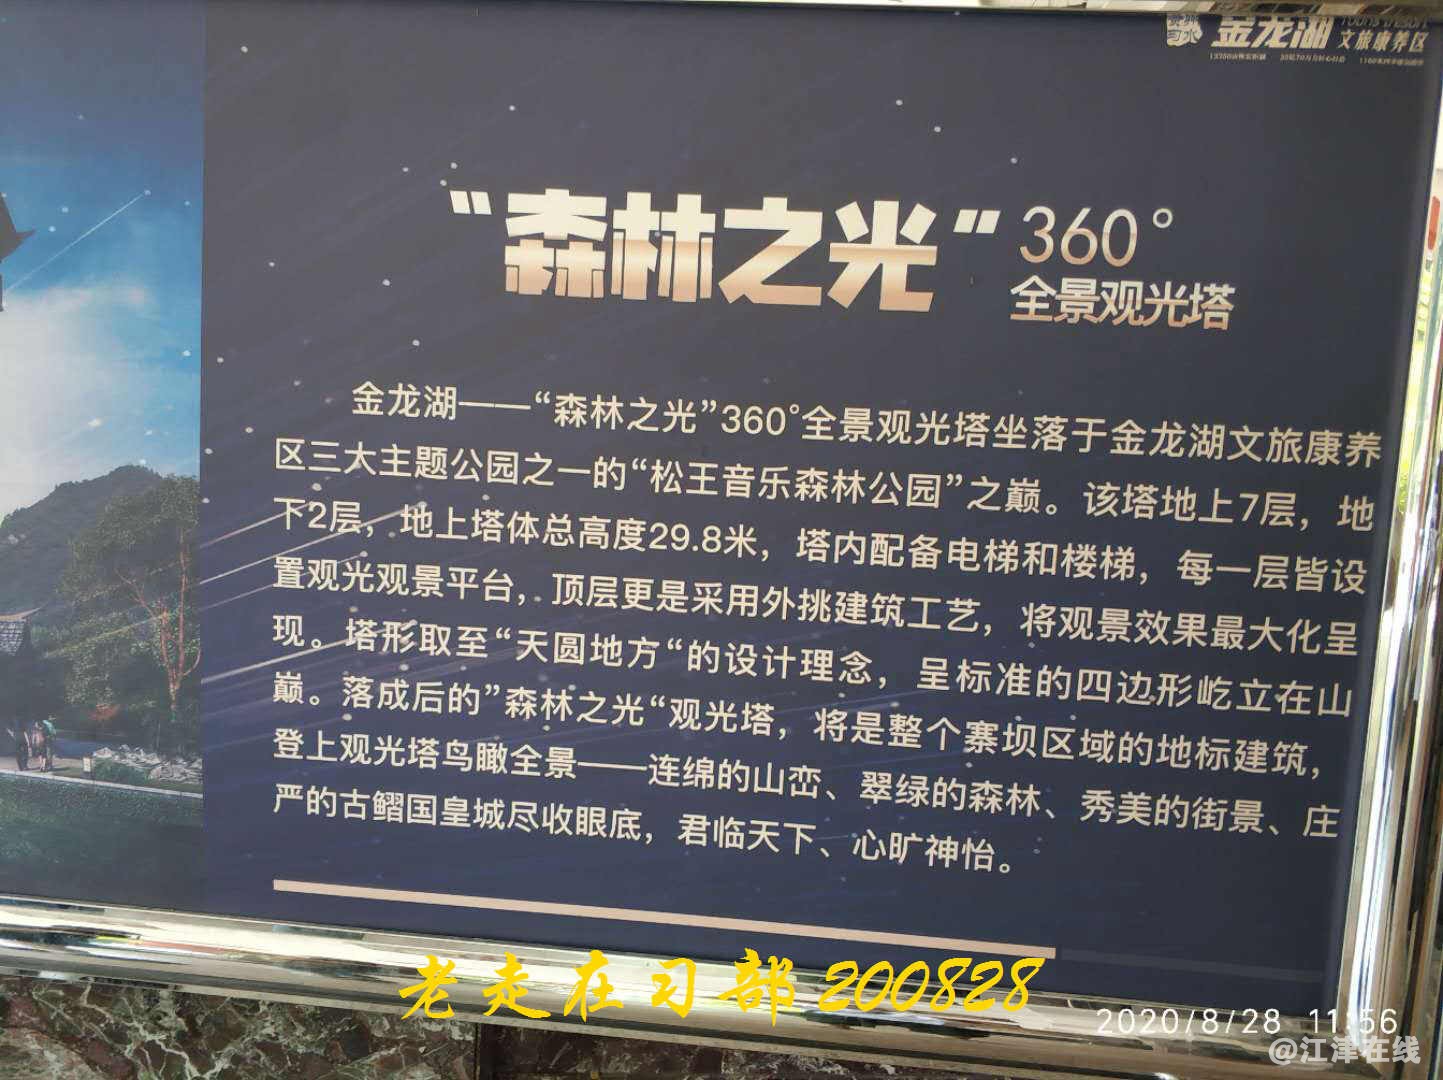 金龙湖
文旅康养区
“森林之光” 360°
全景观光塔
金龙湖——“森林之光”360°全景观光塔坐落于金龙湖文旅康养
区三大主题公园之一的“松王音乐森林公园”之巅。该塔地上7层，地
下2层，地上塔体总高度29.8米，塔内配备电梯和楼梯，每一层皆设
置观光观景平台，顶层更是采用外挑建筑工艺，将观景效果最大化呈
现。塔形取至“天圆地方“的设计理念，呈标准的四边形屹立在山
巅。落成后的”森林之光“观光塔，将是整个寨坝区域的地标建筑，
登上观光塔鸟瞰全景——连绵的山峦、翠绿的森林、秀美的街景、庄
严的古鳛国皇城尽收眼底，君临天下、心旷神怡。
老走在习部200828
2020/8/28 11:56
@江津在线